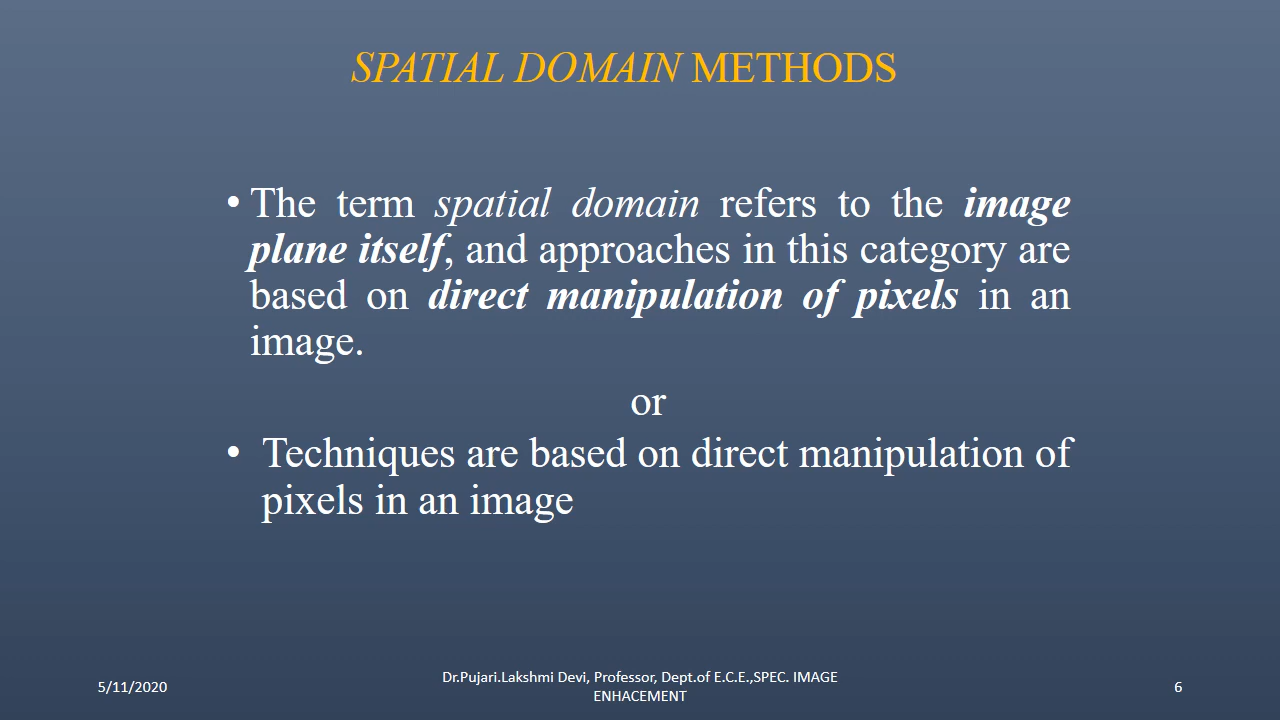 SPATIAL DOMAIN METHODS
• The term spatial domain refers to the image
plane itself, and approaches in this category are
based on direct manipulation of pixels in an
image.
or
• Techniques are based on direct manipulation of
pixels in an image
5/11/2020
Dr.Pujari.Lakshmi Devi, Professor, Dept.of E.C.E.,SPEC. IMAGE
ENHACEMENT
6